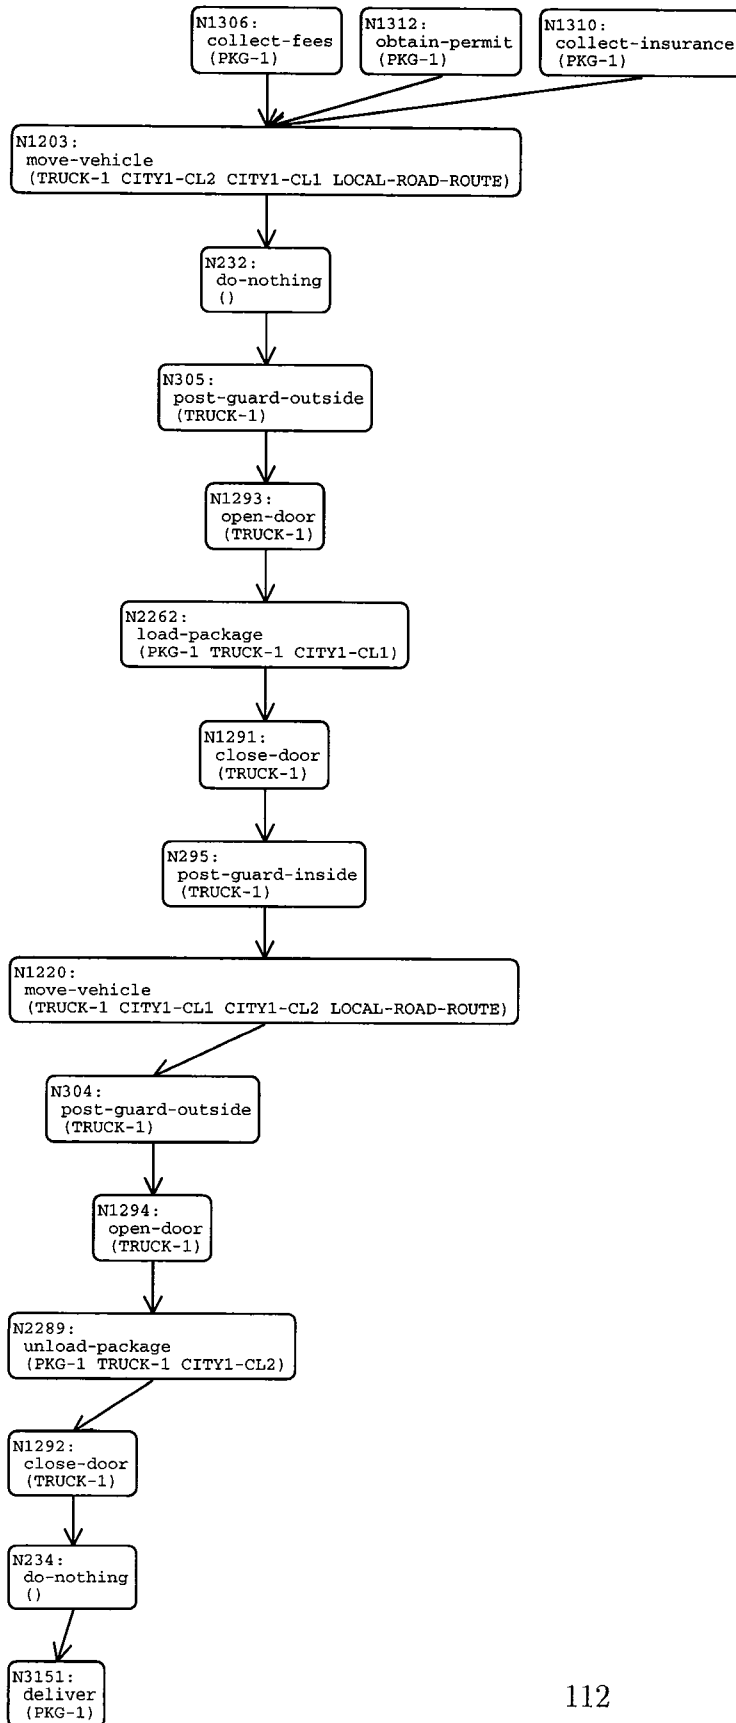 N1306:
collect-fees
(PKG-1)
N1312:
obtain-permit
(PKG-1)
N1310:
collect-insurance
(PKG-1)
N1203:
move-vehicle
(TRUCK-1 CITY1-CL2 CITY1-CL1 LOCAL-ROAD-ROUTE)
N232:
do-nothing
()
N305:
post-guard-outside
(TRUCK-1)
N1293:
open-door
(TRUCK-1)
N2262:
load-package
(PKG-1 TRUCK-1 CITY1-CL1)
N1291:
close-door
(TRUCK-1)
N295:
post-guard-inside
(TRUCK-1)
N1220:
move-vehicle
(TRUCK-1 CITY1-CL1 CITY1-CL2 LOCAL-ROAD-ROUTE)
N304:
post-guard-outside
(TRUCK-1)
N1294:
open-door
(TRUCK-1)
N2289:
unload-package
(PKG-1 TRUCK-1 CITY1-CL2)
N1292:
close-door
(TRUCK-1)
N234:
do-nothing
()
N3151:
deliver
(PKG-1)
112